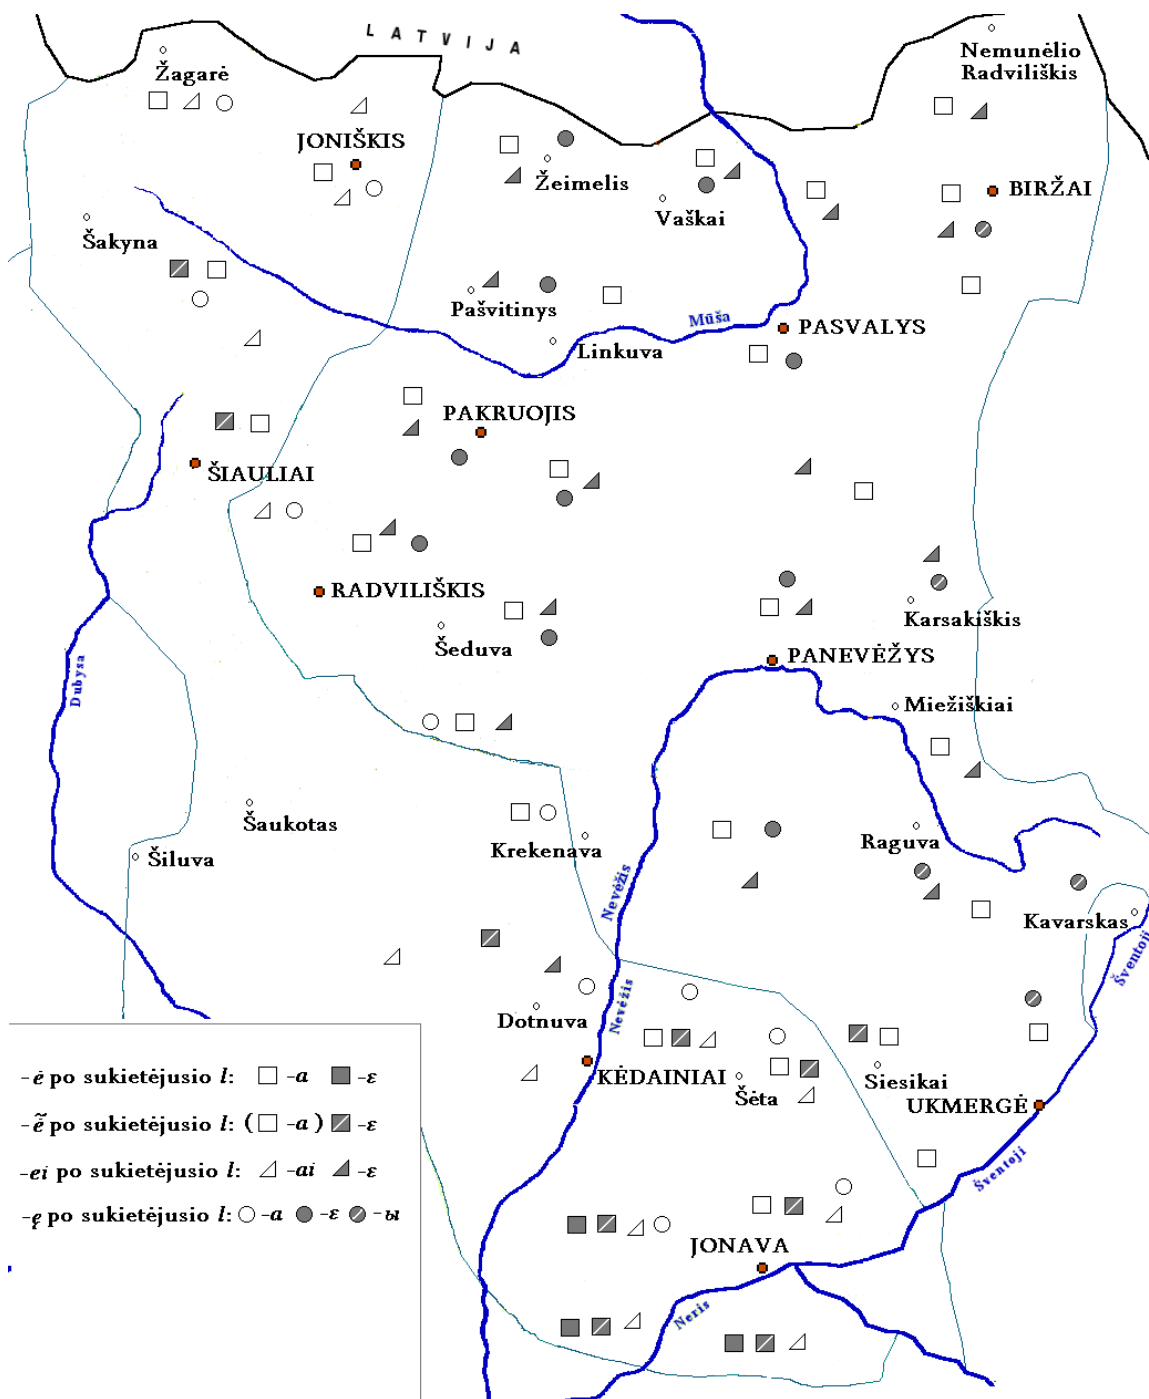 LATVIJA
Žagarė
Nemunėlio
Radviliškis
JONIŠKIS
Žeimelis
Vaškai
BIRŽAI
Šakyna
Pašvitinys
Mūša
PASVALYS
Linkuva
PAKRUOJIS
ŠIAULIAI
RADVILIŠKIS
Karsakiškis
Šeduva
PANEVĖŽYS
Dubysa
Miežiškiai
Šaukotas
Krekenava
Raguva
Šiluva
Nevėžis
Kavarskas
Šventoji
Nevėžis
Dotnuva
KĖDAINIAI
Šėta
Siesikai
UKMERGĖ
Šventoji
JONAVA
Neris
-ė po sukietėjusio l: -a -ε
-ė̃ po sukietėjusio l: ( -a ) -ε
-ei po sukietėjusio l: -ai -ε
-ę po sukietėjusio l: -a -ε -ы